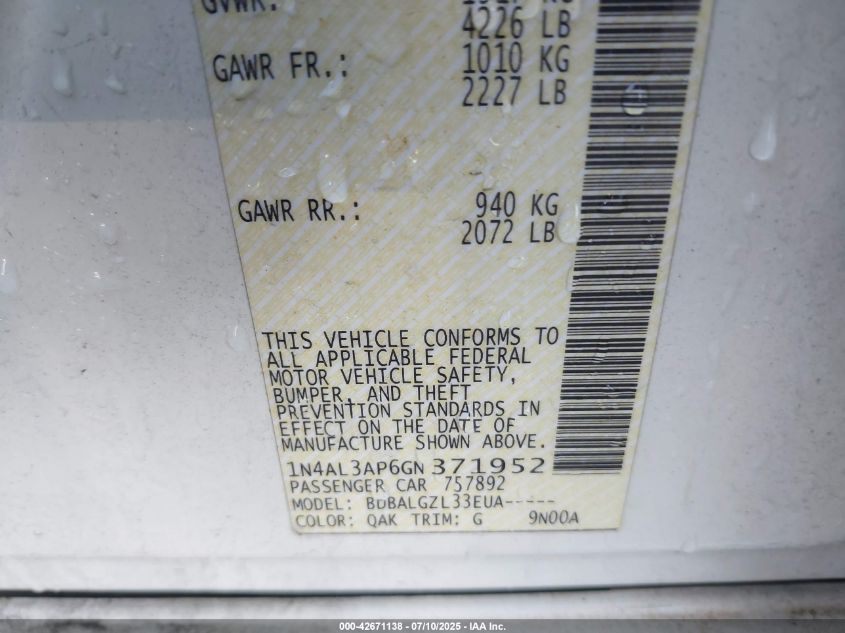 GVWR:
4226 LB
GAWR FR.: 1010 KG
2227 LB
GAWR RR.: 940 KG
2072 LB
THIS VEHICLE CONFORMS TO
ALL APPLICABLE FEDERAL
MOTOR VEHICLE SAFETY,
BUMPER, AND THEFT
PREVENTION STANDARDS IN
EFFECT ON THE DATE OF
MANUFACTURE SHOWN ABOVE.
1N4AL3AP6GN371952
PASSENGER CAR 757892
MODEL: BDBALGZL33EUA-----
COLOR: QAK TRIM: G 9N00A
000-42671138 - 07/10/2025 - IAA Inc.